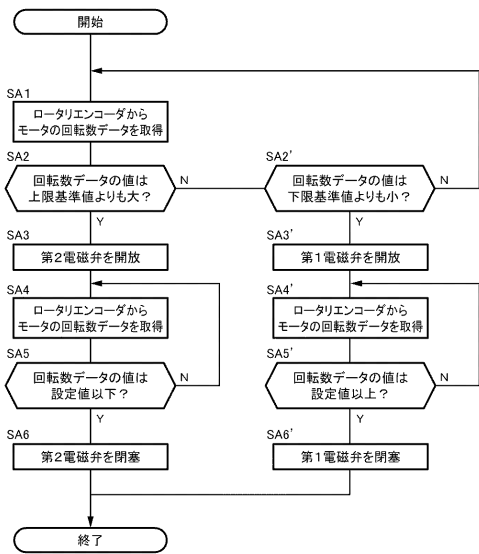 開始
SA1
ロータリエンコーダから
モータの回転数データを取得
SA2
回転数データの値は
上限基準値よりも大？
N
Y
SA2'
回転数データの値は
下限基準値よりも小？
N
Y
SA3
第2電磁弁を開放
SA3'
第1電磁弁を開放
SA4
ロータリエンコーダから
モータの回転数データを取得
SA4'
ロータリエンコーダから
モータの回転数データを取得
SA5
回転数データの値は
設定値以下？
N
Y
SA5'
回転数データの値は
設定値以上？
N
Y
SA6
第2電磁弁を閉塞
SA6'
第1電磁弁を閉塞
終了